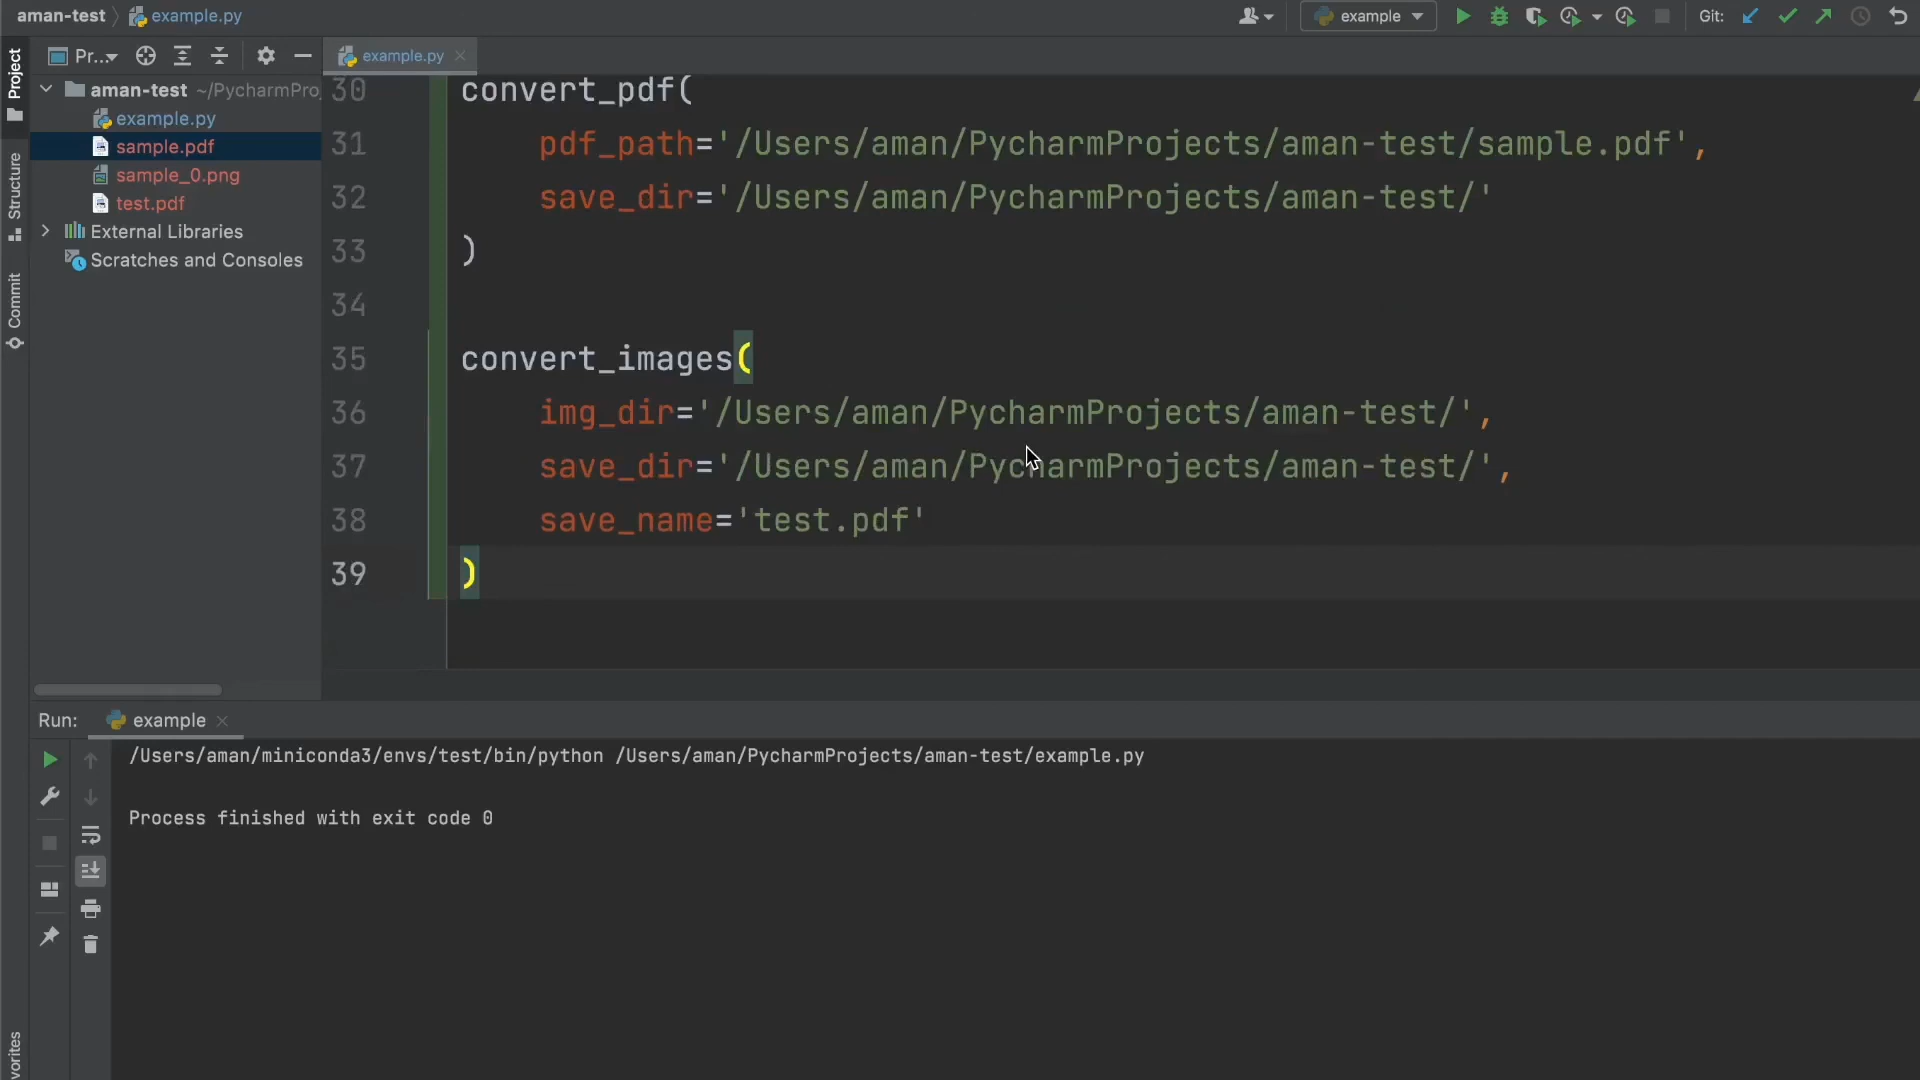 aman-test
example.py
example
Git:
Project
Structure
Commit
vorites
Pr...
aman-test ~/PycharmPro
example.py
sample.pdf
sample_0.png
test.pdf
External Libraries
Scratches and Consoles
example.py
30 convert_pdf(
31 pdf_path='/Users/aman/PycharmProjects/aman-test/sample.pdf',
32 save_dir='/Users/aman/PycharmProjects/aman-test/'
33 )
34
35 convert_images(
36 img_dir='/Users/aman/PycharmProjects/aman-test/',
37 save_dir='/Users/aman/PycharmProjects/aman-test/',
38 save_name='test.pdf'
39 )
Run: example
/Users/aman/miniconda3/envs/test/bin/python /Users/aman/PycharmProjects/aman-test/example.py
Process finished with exit code 0